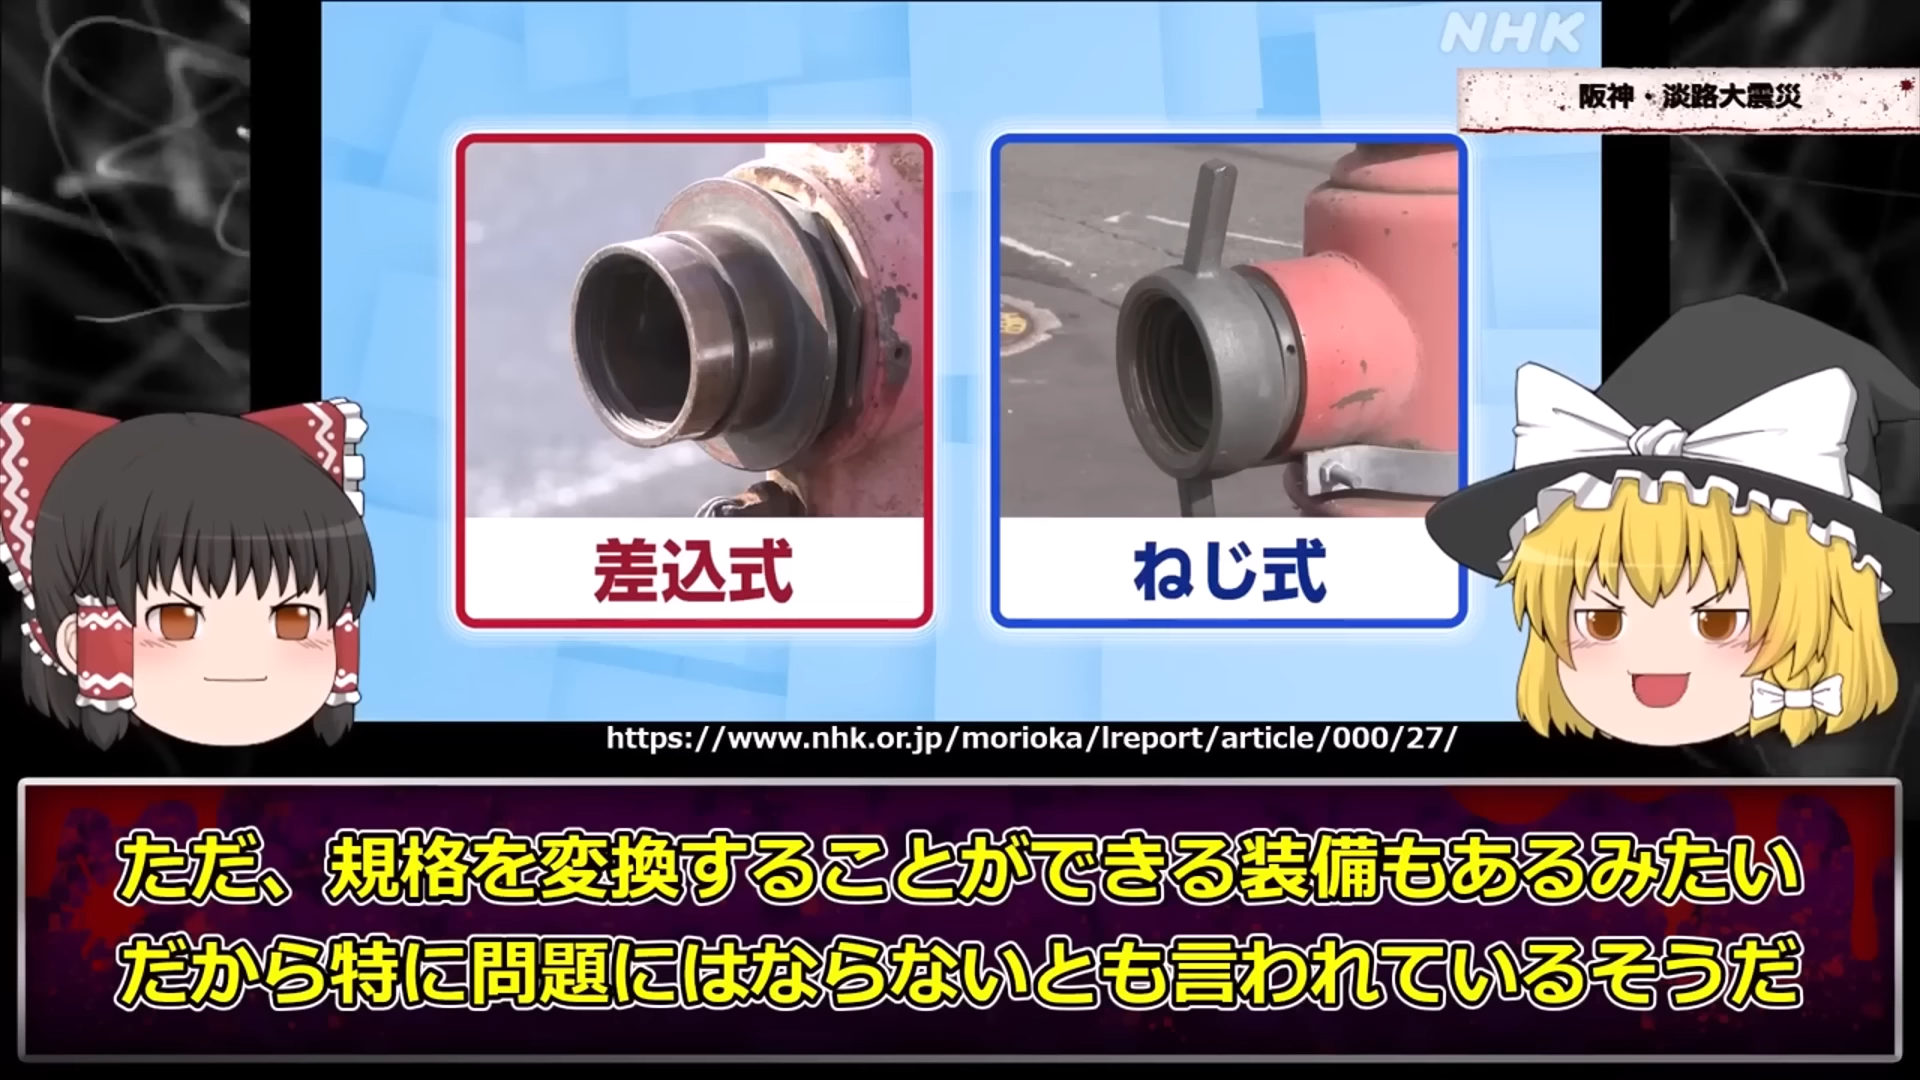 NHK
阪神・淡路大震災
差込式
ねじ式
https://www.nhk.or.jp/morioka/lreport/article/000/27/
ただ、規格を変換することができる装備もあるみたい
だから特に問題にはならないとも言われているそうだ